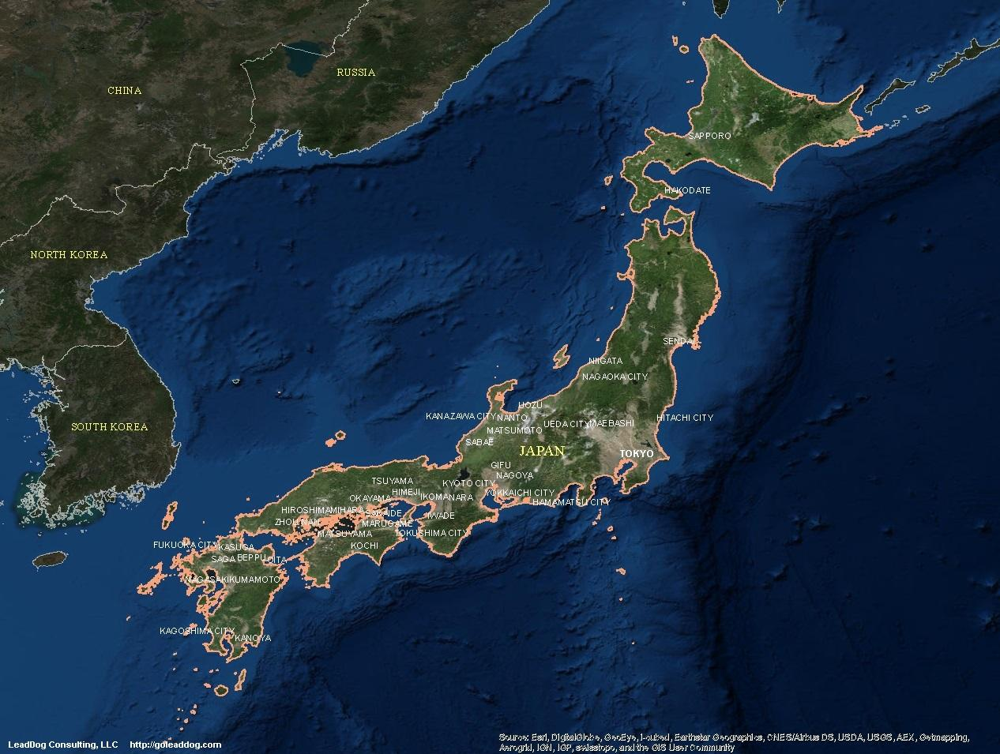 RUSSIA
CHINA
SAPPORO
HAKODATE
NORTH KOREA
SENDAI
NIIGATA
NAGAOKA CITY
UOZU
KANAZAWA CITY
NANTO
HITACHI CITY
UEDA CITY
MAEBASHI
SOUTH KOREA
MATSUMOTO
SABAE
JAPAN
TOKYO
GIFU
NAGOYA
TSUYAMA
KYOTO CITY
HIMEJI
YOKKAICHI CITY
OKAYAMA
IKOMA
NARA
HAMAMATSU CITY
HIROSHIMA
MIHARA
SAKAIDE
IWADE
MARUGAME
MATSUYAMA
TOKUSHIMA CITY
FUKUOKA CITY
KASUGA
KOCHI
SAGA
BEPPU
OITA
NAGASAKI
KUMAMOTO
KAGOSHIMA CITY
KANOYA
LeadDog Consulting, LLC http://goleaddog.com
Source: Esri, DigitalGlobe, GeoEye, i-cubed, Earthstar Geographics, CNES/Airbus DS, USDA, USGS, AEX, Getmapping,
Aerogrid, IGN, IGP, swisstopo, and the GIS User Community